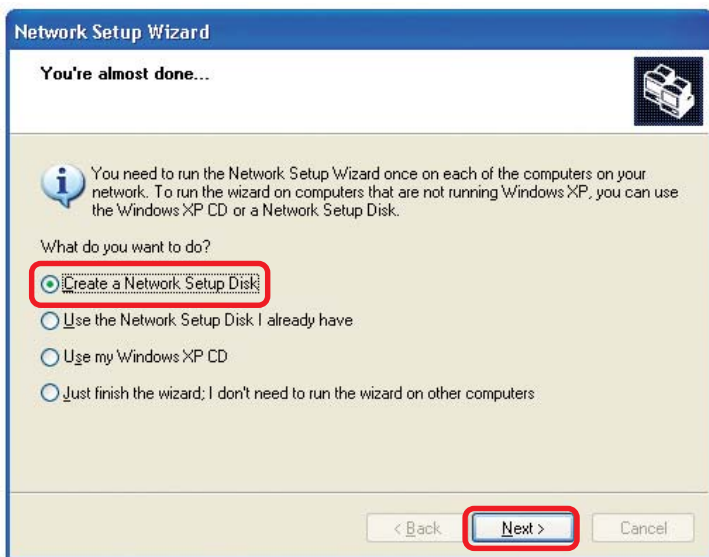 Network Setup Wizard
You're almost done...
You need to run the Network Setup Wizard once on each of the computers on your
network. To run the wizard on computers that are not running Windows XP, you can use
the Windows XP CD or a Network Setup Disk.
What do you want to do?
Create a Network Setup Disk
Use the Network Setup Disk I already have
Use my Windows XP CD
Just finish the wizard; I don't need to run the wizard on other computers
< Back Next > Cancel